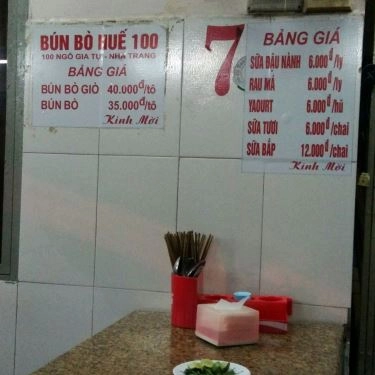 BÚN BÒ HUẾ 100
100 NGÔ GIA TỰ - NHA TRANG
BẢNG GIÁ
BÚN BÒ GIÒ 40.000đ/tô
BÚN BÒ 35.000đ/tô
Kính Mời
7
BẢNG GIÁ
SỮA ĐẬU NÀNH 6.000đ/ly
RAU MÁ 6.000đ/ly
YAOURT 6.000đ/hũ
SỮA TƯƠI 6.000đ/chai
SỮA BẮP 12.000đ/chai
Kính Mời